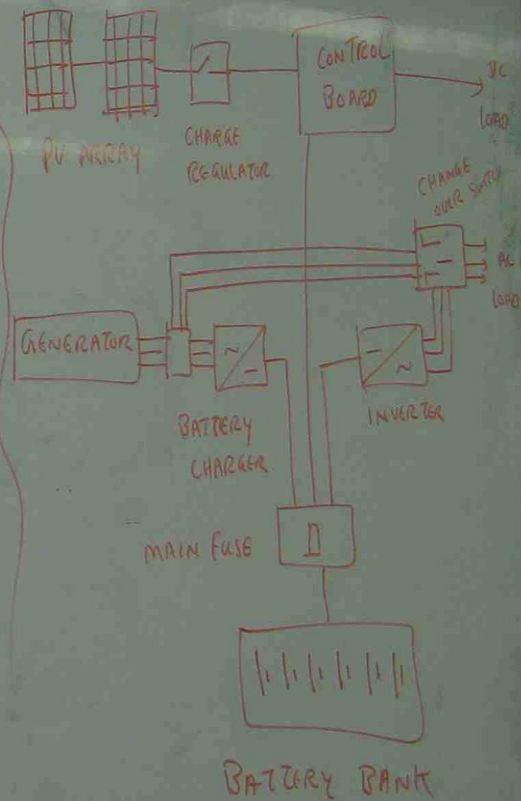 CONTROL
BOARD
DC
LOAD
PV ARRAY
CHARGE
REGULATOR
CHANGE
OVER SWITCH
AC
LOAD
GENERATOR
INVERTER
BATTERY
CHARGER
MAIN FUSE
BATTERY BANK